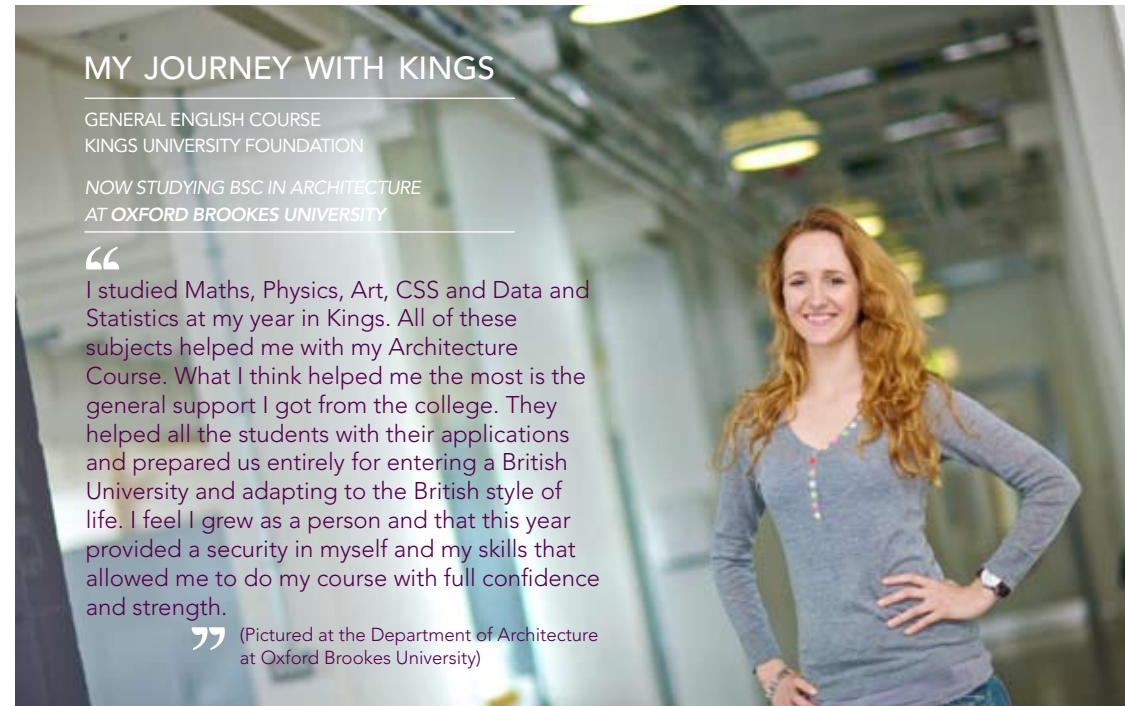 MY JOURNEY WITH KINGS
GENERAL ENGLISH COURSE
KINGS UNIVERSITY FOUNDATION
NOW STUDYING BSC IN ARCHITECTURE
AT OXFORD BROOKES UNIVERSITY
“
I studied Maths, Physics, Art, CSS and Data and
Statistics at my year in Kings. All of these
subjects helped me with my Architecture
Course. What I think helped me the most is the
general support I got from the college. They
helped all the students with their applications
and prepared us entirely for entering a British
University and adapting to the British style of
life. I feel I grew as a person and that this year
provided a security in myself and my skills that
allowed me to do my course with full confidence
and strength.
” (Pictured at the Department of Architecture
at Oxford Brookes University)